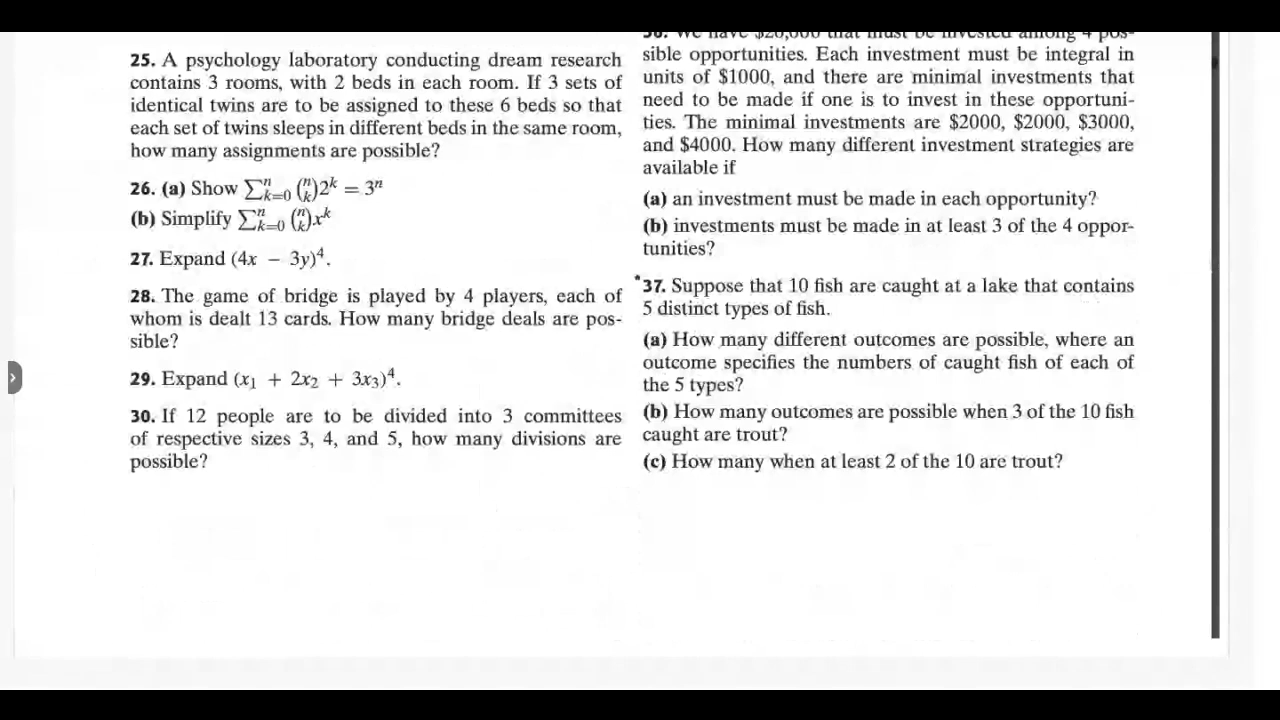 25. A psychology laboratory conducting dream research
contains 3 rooms, with 2 beds in each room. If 3 sets of
identical twins are to be assigned to these 6 beds so that
each set of twins sleeps in different beds in the same room,
how many assignments are possible?
26. (a) Show ∑ⁿₖ₌₀ (ⁿₖ)2ᵏ = 3ⁿ
(b) Simplify ∑ⁿₖ₌₀ (ⁿₖ)xᵏ
27. Expand (4x − 3y)⁴.
28. The game of bridge is played by 4 players, each of
whom is dealt 13 cards. How many bridge deals are pos-
sible?
29. Expand (x₁ + 2x₂ + 3x₃)⁴.
30. If 12 people are to be divided into 3 committees
of respective sizes 3, 4, and 5, how many divisions are
possible?
36. We have $20,000 that must be invested among 4 pos-
sible opportunities. Each investment must be integral in
units of $1000, and there are minimal investments that
need to be made if one is to invest in these opportuni-
ties. The minimal investments are $2000, $2000, $3000,
and $4000. How many different investment strategies are
available if
(a) an investment must be made in each opportunity?
(b) investments must be made in at least 3 of the 4 oppor-
tunities?
*37. Suppose that 10 fish are caught at a lake that contains
5 distinct types of fish.
(a) How many different outcomes are possible, where an
outcome specifies the numbers of caught fish of each of
the 5 types?
(b) How many outcomes are possible when 3 of the 10 fish
caught are trout?
(c) How many when at least 2 of the 10 are trout?